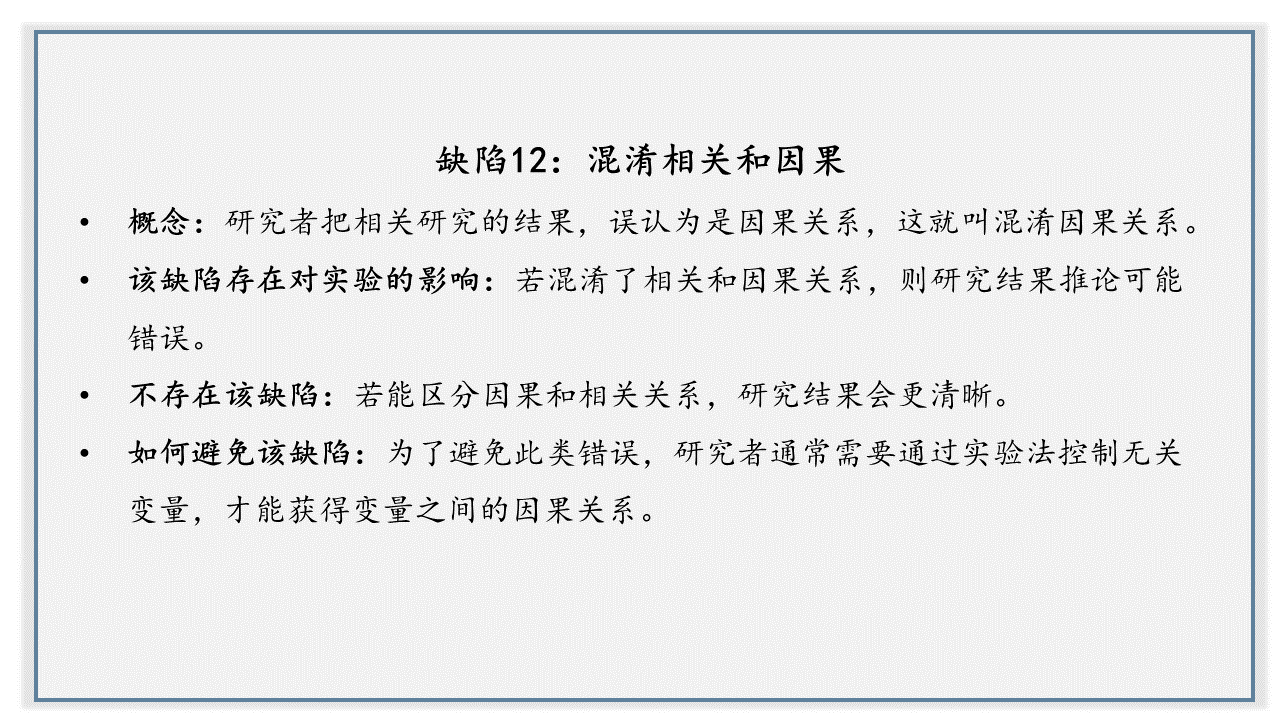 缺陷12：混淆相关和因果
• 概念：研究者把相关研究的结果，误认为是因果关系，这就叫混淆因果关系。
• 该缺陷存在对实验的影响：若混淆了相关和因果关系，则研究结果推论可能
错误。
• 不存在该缺陷：若能区分因果和相关关系，研究结果会更清晰。
• 如何避免该缺陷：为了避免此类错误，研究者通常需要通过实验法控制无关
变量，才能获得变量之间的因果关系。